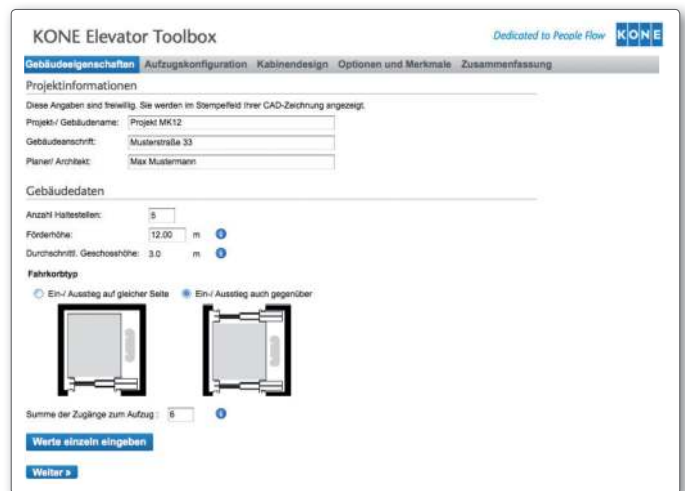 KONE Elevator Toolbox
Dedicated to People Flow
KONE
Gebäudeeigenschaften Aufzugskonfiguration Kabinendesign Optionen und Merkmale Zusammenfassung
Projektinformationen
Diese Angaben sind freiwillig. Sie werden im Stempelfeld Ihrer CAD-Zeichnung angezeigt.
Projekt-/ Gebäudename: Projekt MK12
Gebäudeanschrift: Musterstraße 33
Planer/ Architekt: Max Mustermann
Gebäudedaten
Anzahl Haltestellen: 5
Förderhöhe: 12.00 m i
Durchschnittl. Geschosshöhe: 3.0 m i
Fahrkorbtyp
Ein-/ Ausstieg auf gleicher Seite Ein-/ Ausstieg auch gegenüber
Summe der Zugänge zum Aufzug : 6 i
Werte einzeln eingeben
Weiter »